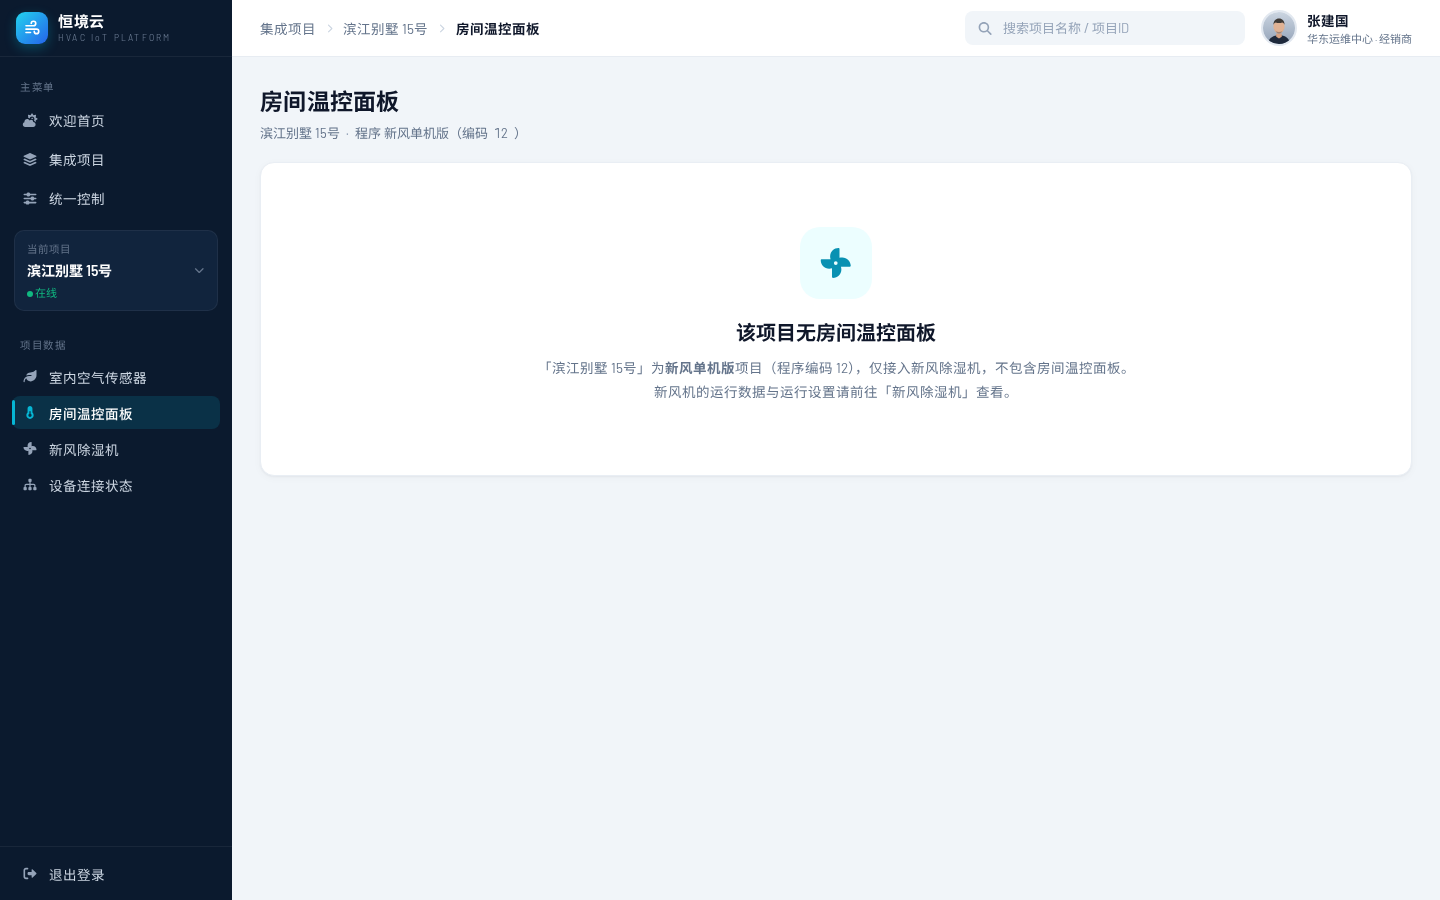 恒境云
HVAC IoT PLATFORM
主菜单
欢迎首页
集成项目
统一控制
当前项目
滨江别墅 15号
在线
项目数据
室内空气传感器
房间温控面板
新风除湿机
设备连接状态
退出登录
集成项目
滨江别墅 15号
房间温控面板
搜索项目名称 / 项目ID
张建国
华东运维中心 · 经销商
房间温控面板
滨江别墅 15号 · 程序 新风单机版（编码 12 ）
该项目无房间温控面板
「滨江别墅 15号」为新风单机版项目（程序编码 12），仅接入新风除湿机，不包含房间温控面板。
新风机的运行数据与运行设置请前往「新风除湿机」查看。